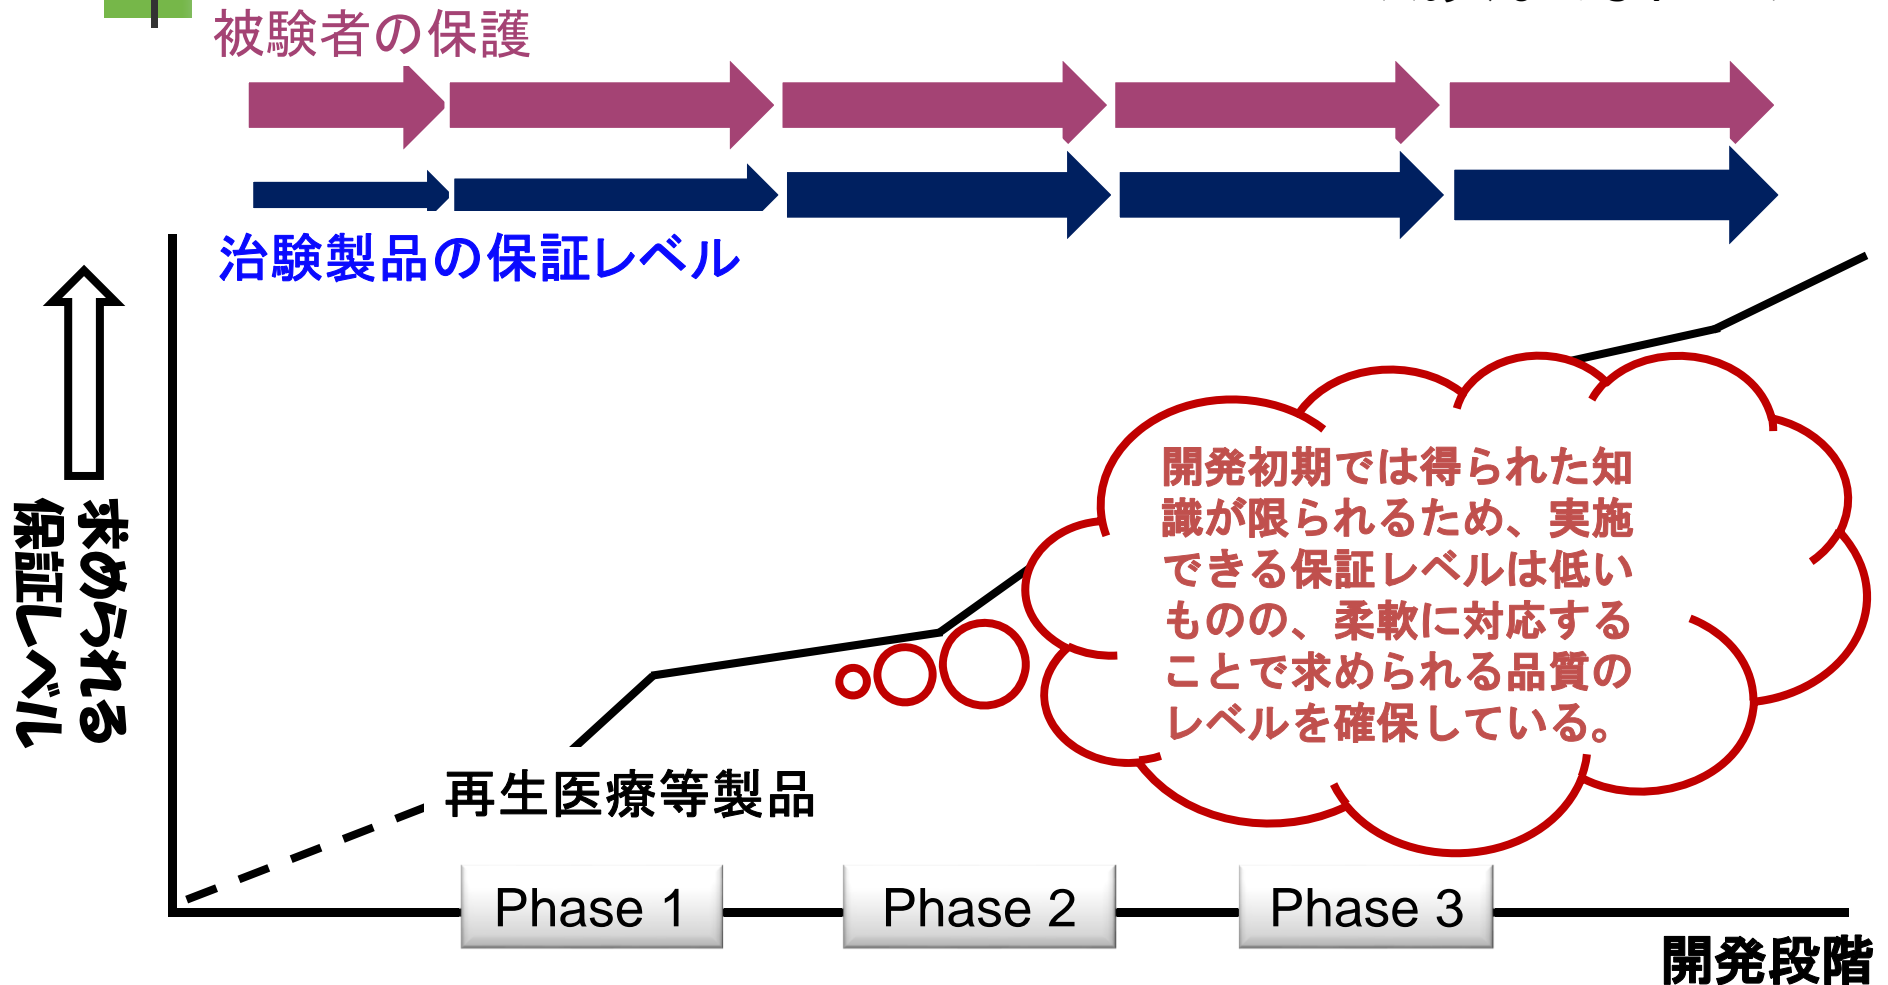 被験者の保護
治験製品の保証レベル
求められる
保証レベル
開発初期では得られた知
識が限られるため、実施
できる保証レベルは低い
ものの、柔軟に対応する
ことで求められる品質の
レベルを確保している。
再生医療等製品
Phase 1
Phase 2
Phase 3
開発段階